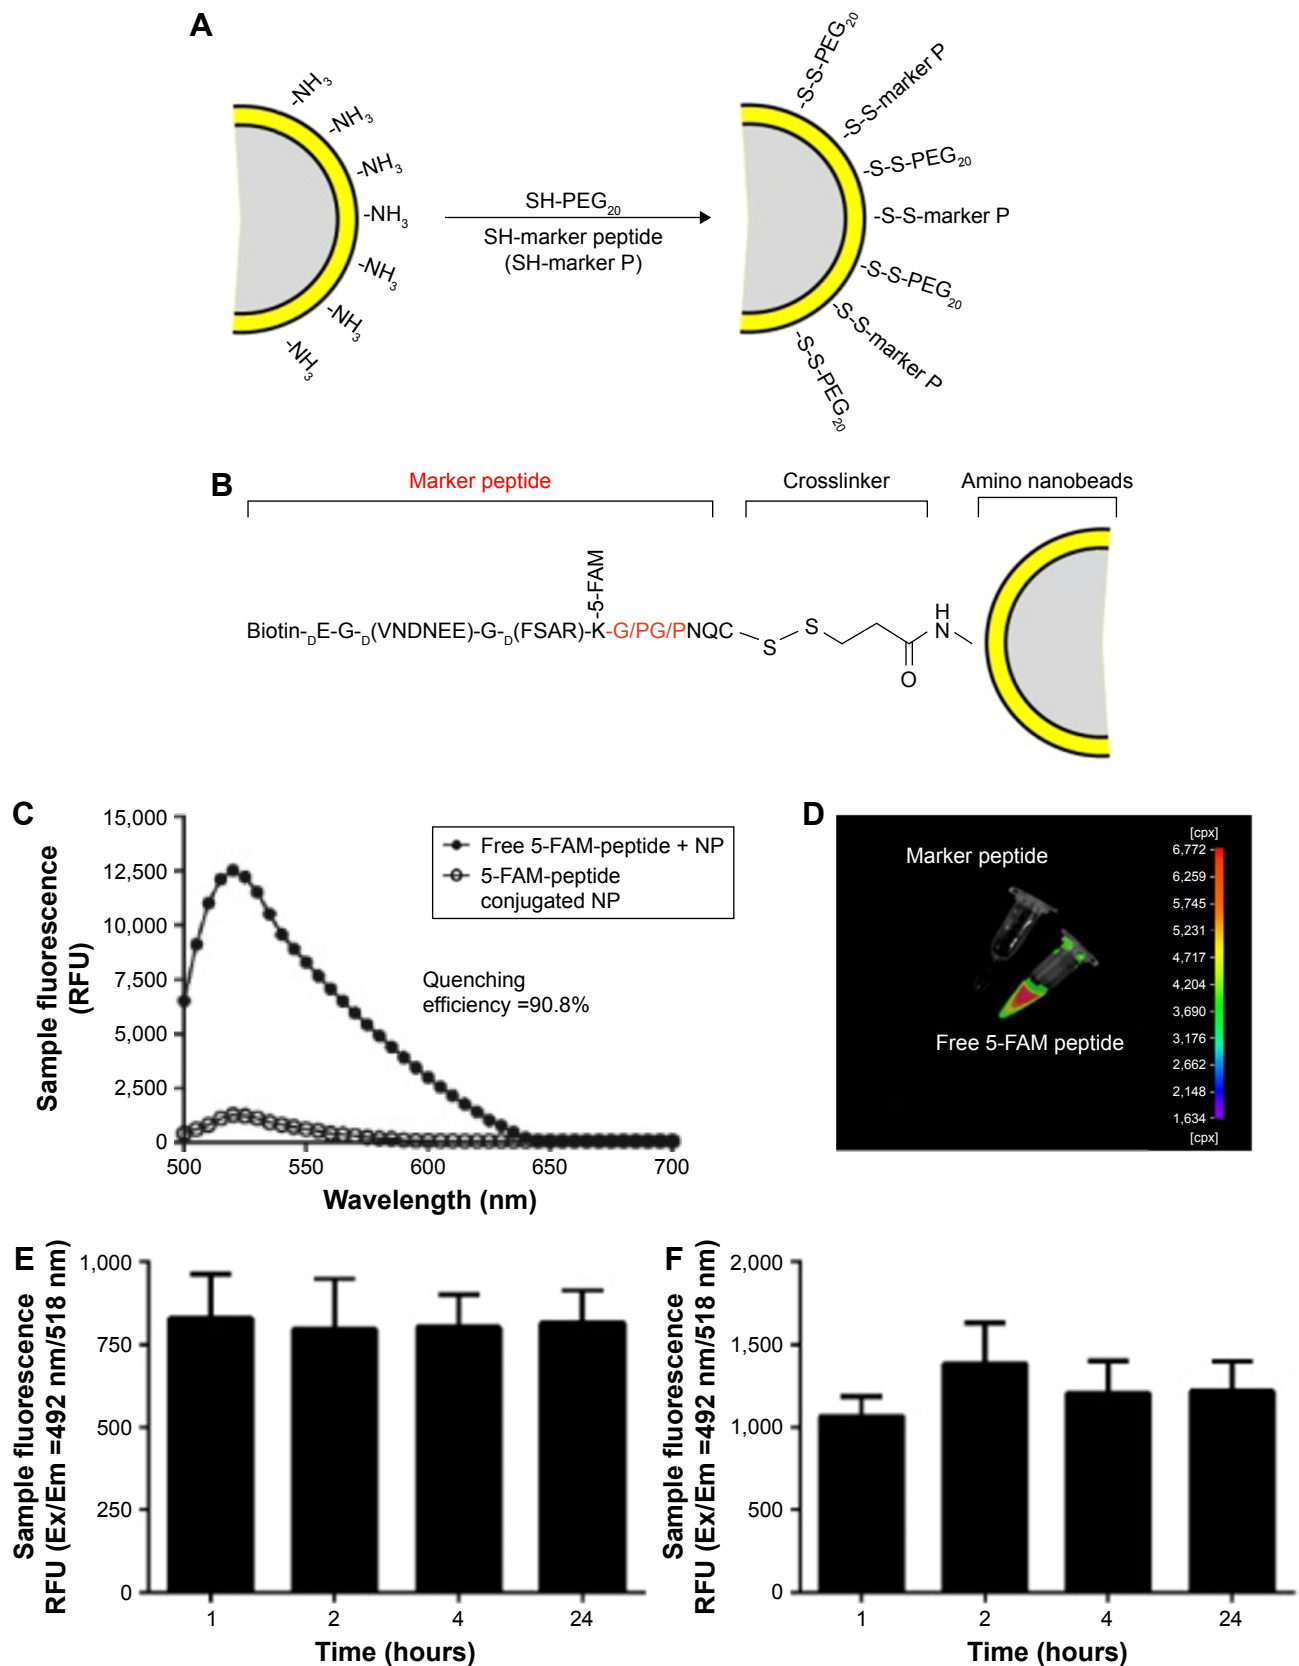 A
-NH3
-NH3
-NH3
-NH3
-NH3
-NH3
-NH3
SH-PEG20
SH-marker peptide
(SH-marker P)
-S-S-PEG20
-S-S-marker P
-S-S-PEG20
-S-S-marker P
-S-S-PEG20
-S-S-marker P
-S-S-PEG20
B
Marker peptide
Crosslinker
Amino nanobeads
-5-FAM
Biotin-DE-G-D(VNDNEE)-G-D(FSAR)-K-G/PG/PNQC
S
S
O
H
N
C
Sample fluorescence
(RFU)
15,000
12,500
10,000
7,500
5,000
2,500
0
500
550
600
650
700
Wavelength (nm)
Free 5-FAM-peptide + NP
5-FAM-peptide
conjugated NP
Quenching
efficiency =90.8%
D
Marker peptide
Free 5-FAM peptide
[cpx]
6,772
6,259
5,745
5,231
4,717
4,204
3,690
3,176
2,662
2,148
1,634
[cpx]
E
Sample fluorescence
RFU (Ex/Em =492 nm/518 nm)
1,000
750
500
250
0
1
2
4
24
Time (hours)
F
Sample fluorescence
RFU (Ex/Em =492 nm/518 nm)
2,000
1,500
1,000
500
0
1
2
4
24
Time (hours)